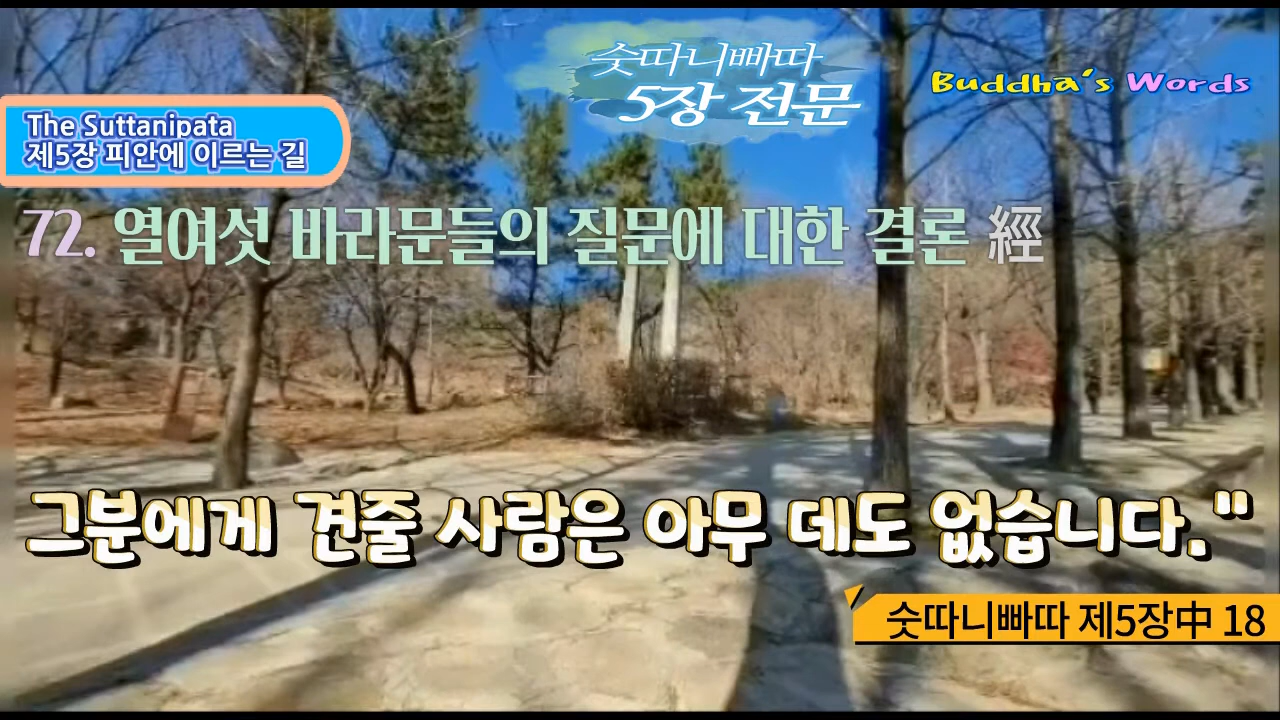 숫따니빠따
5장 전문
Buddha's Words
The Suttanipata
제5장 피안에 이르는 길
72. 열여섯 바라문들의 질문에 대한 결론 經
그분에게 견줄 사람은 아무 데도 없습니다."
숫따니빠따 제5장中 18